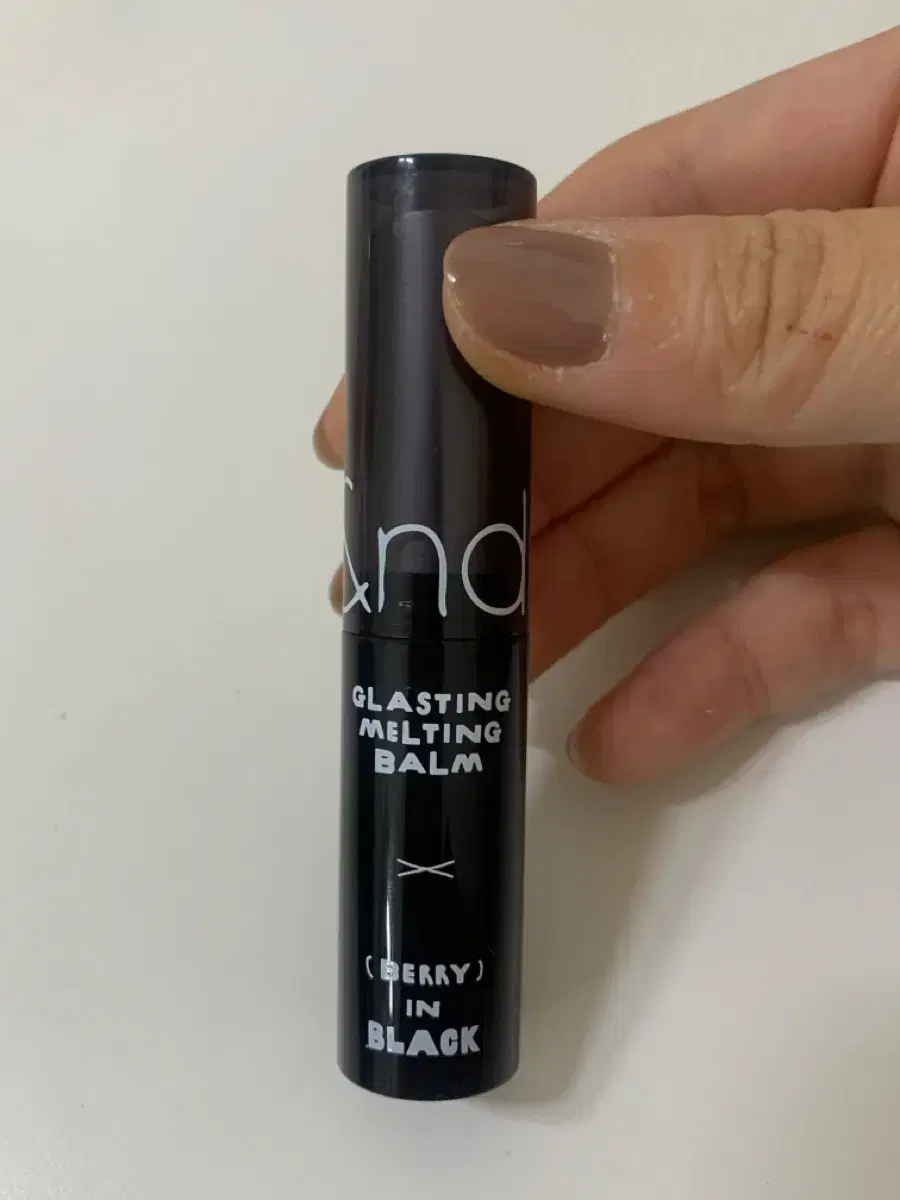 &nd
GLASTING
MELTING
BALM
(BERRY)
IN
BLACK